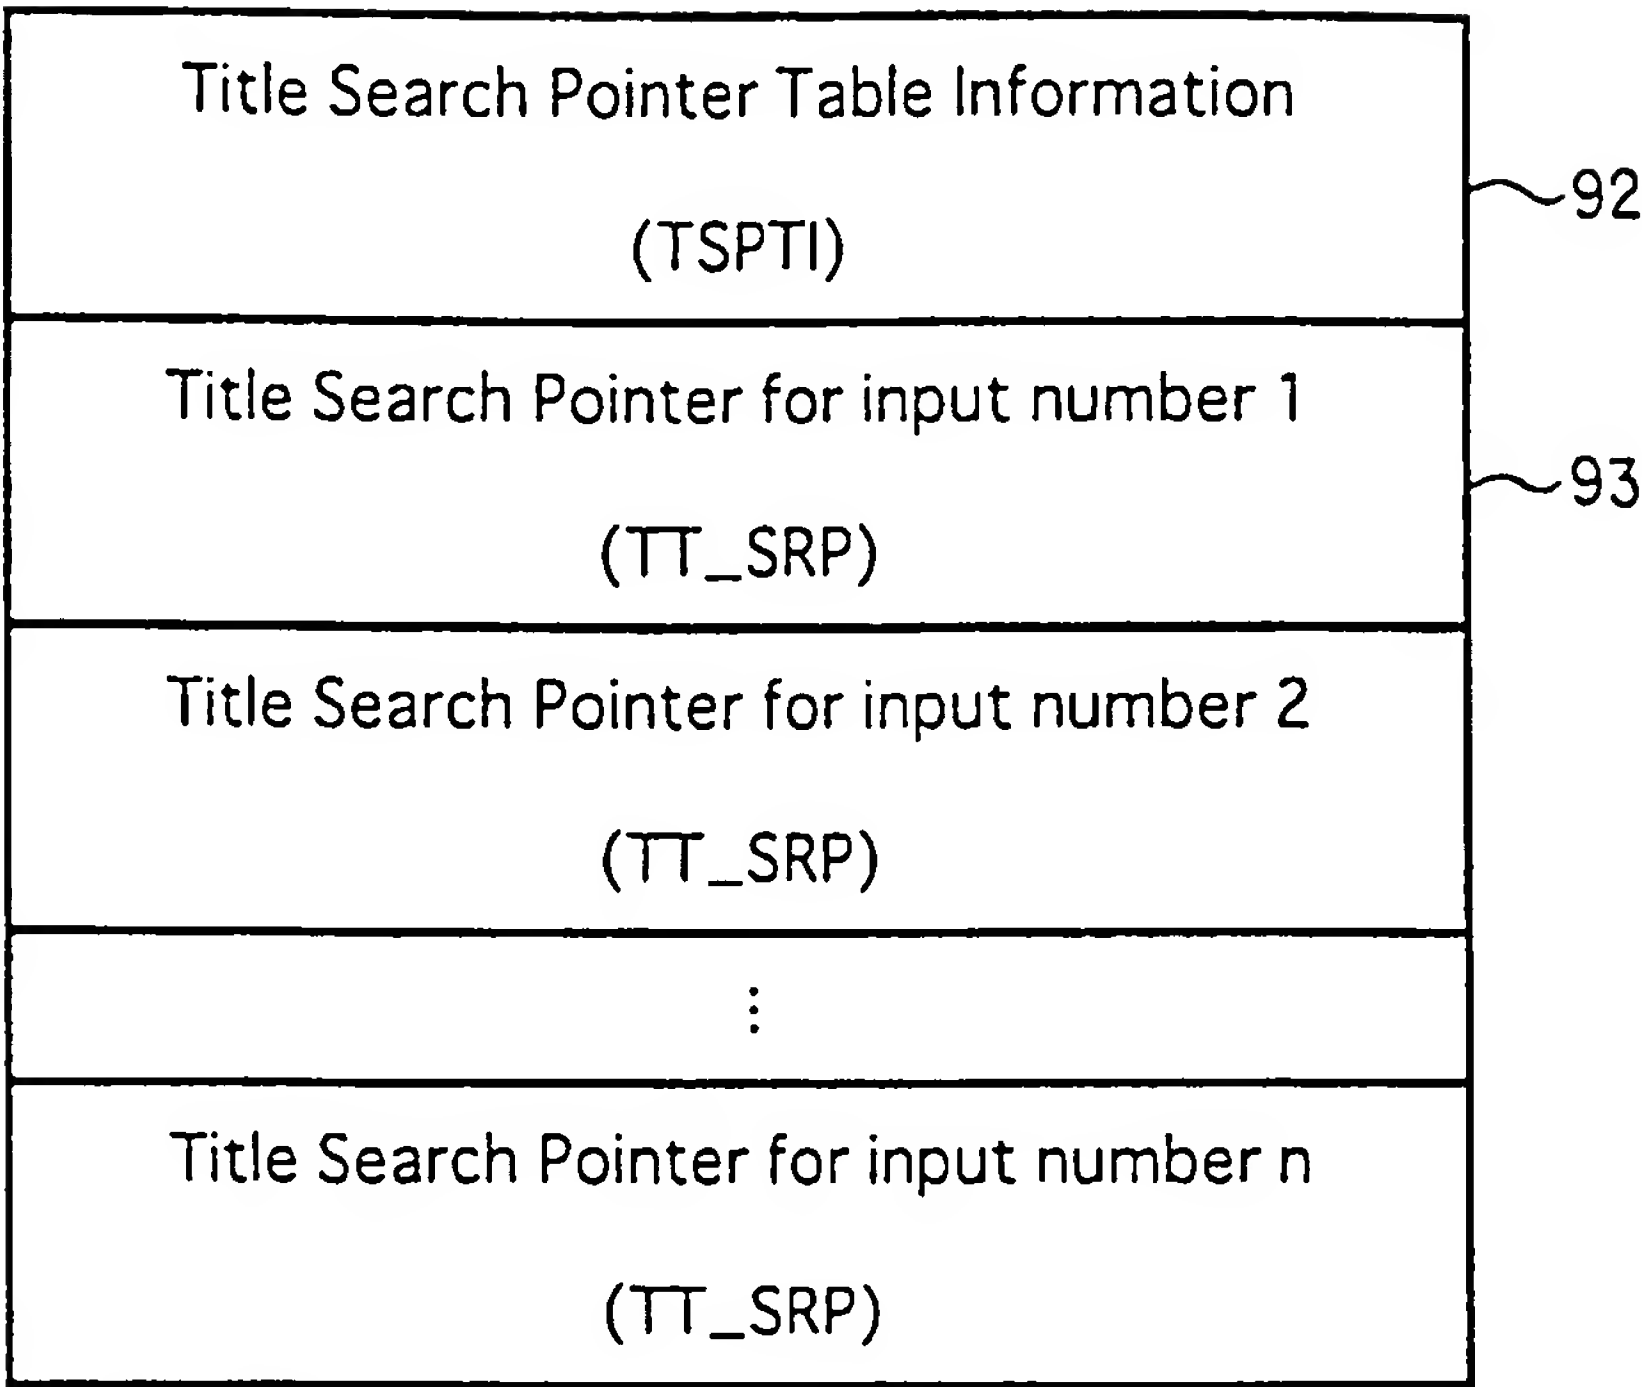 Title Search Pointer Table Information
(TSPTI)
92
Title Search Pointer for input number 1
(TT_SRP)
93
Title Search Pointer for input number 2
(TT_SRP)
⋮
Title Search Pointer for input number n
(TT_SRP)